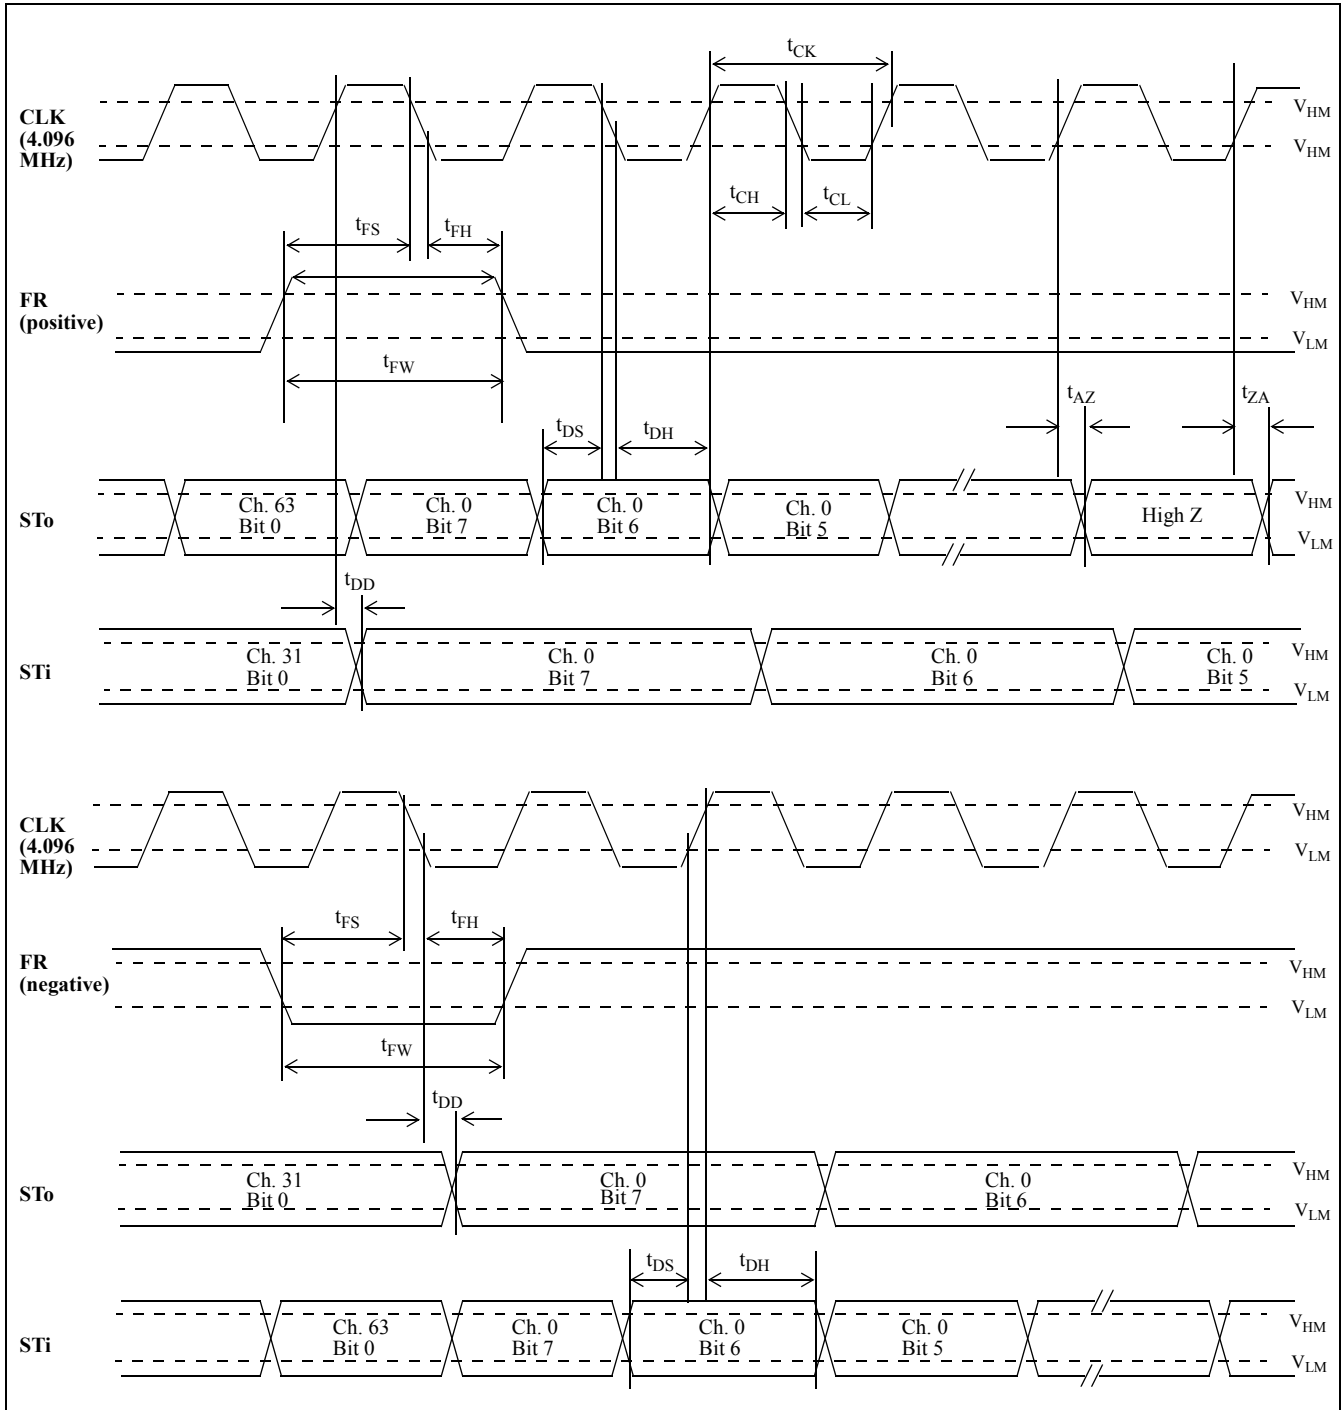 tCK
CLK
(4.096
MHz)
VHM
VHM
tCH
tCL
tFS
tFH
FR
(positive)
VHM
VLM
tFW
tAZ
tZA
tDS
tDH
STo
Ch. 63
Bit 0
Ch. 0
Bit 7
Ch. 0
Bit 6
Ch. 0
Bit 5
High Z
VHM
VLM
tDD
STi
Ch. 31
Bit 0
Ch. 0
Bit 7
Ch. 0
Bit 6
Ch. 0
Bit 5
VHM
VLM
CLK
(4.096
MHz)
VHM
VLM
tFS
tFH
FR
(negative)
VHM
VLM
tFW
tDD
STo
Ch. 31
Bit 0
Ch. 0
Bit 7
Ch. 0
Bit 6
VHM
VLM
tDS
tDH
STi
Ch. 63
Bit 0
Ch. 0
Bit 7
Ch. 0
Bit 6
Ch. 0
Bit 5
VHM
VLM